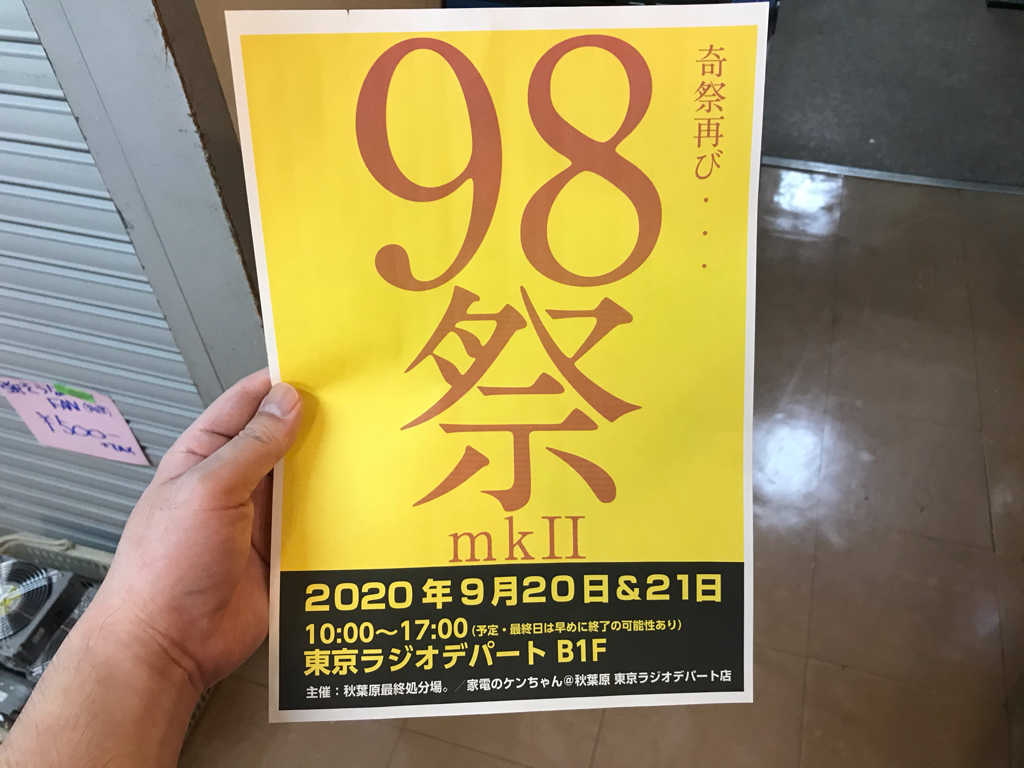 奇祭再び・・・
98
祭
mkII
2020年9月20日&21日
10:00～17:00（予定・最終日は早めに終了の可能性あり）
東京ラジオデパート B1F
主催：秋葉原最終処分場。／家電のケンちゃん＠秋葉原 東京ラジオデパート店
¥500-